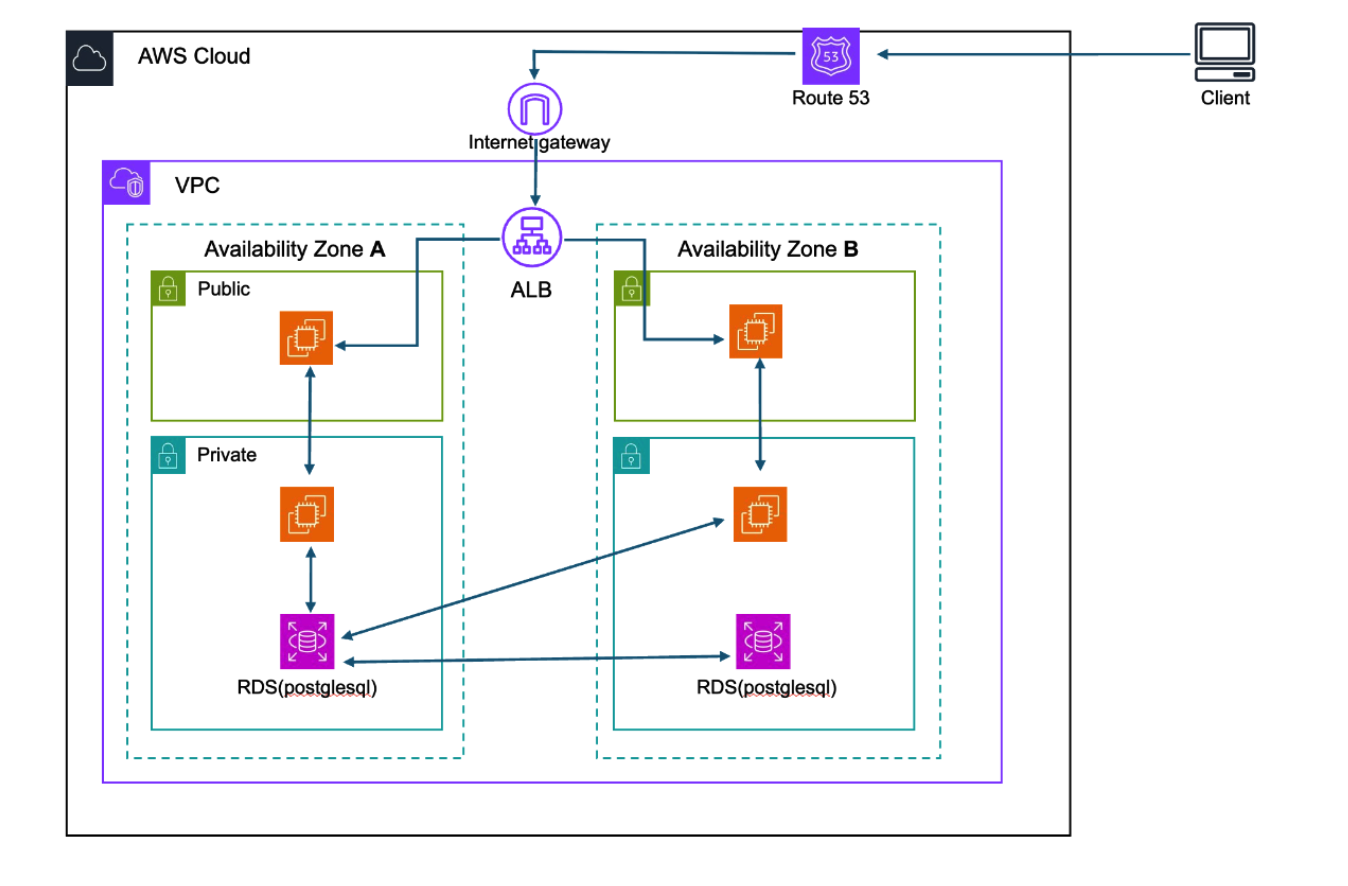 AWS Cloud
53
Route 53
Client
Internet gateway
VPC
Availability Zone A
Availability Zone B
ALB
Public
Private
RDS(postglesql)
RDS(postglesql)